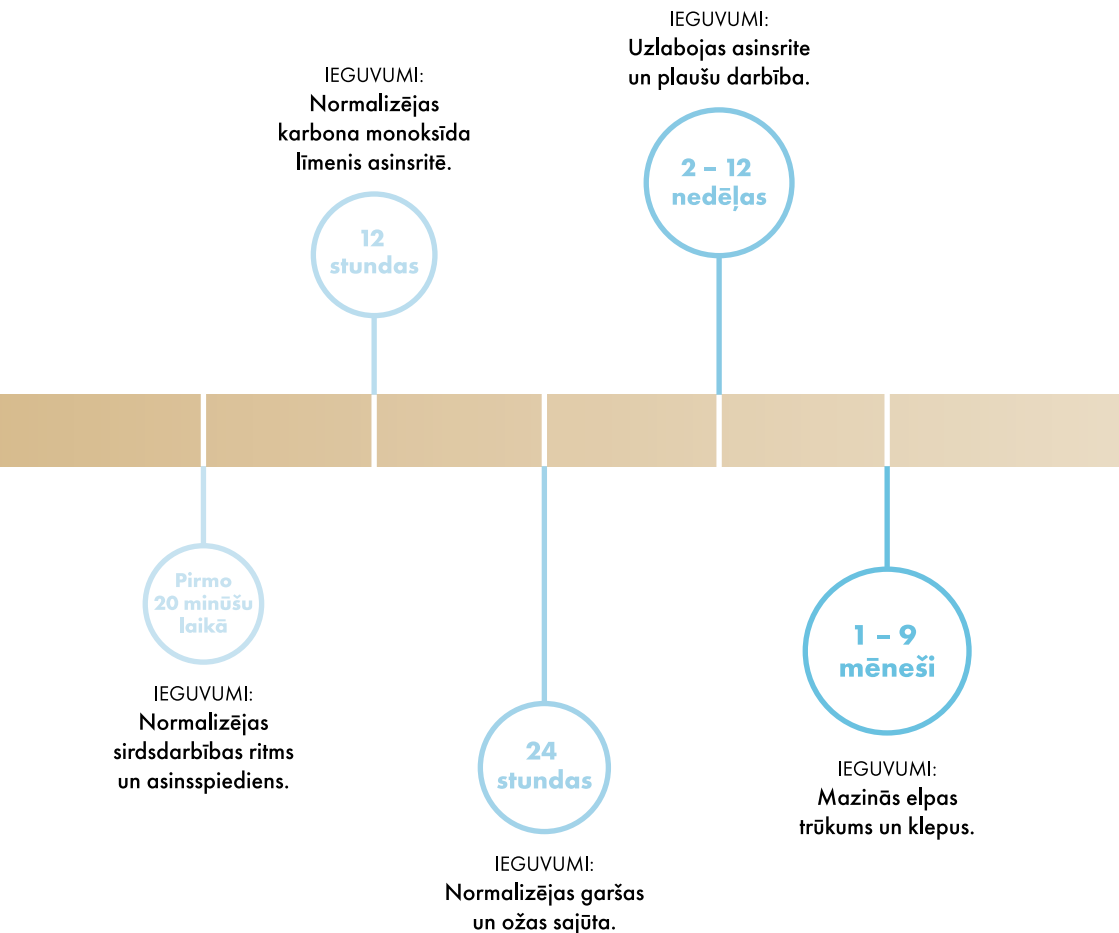 IEGUVUMI:
Uzlabojas asinsrite
un plaušu darbība.
2 – 12
nedēļas
IEGUVUMI:
Normalizējas
karbona monoksīda
līmenis asinsritē.
12
stundas
Pirmo
20 minūšu
laikā
IEGUVUMI:
Normalizējas
sirdsdarbības ritms
un asinsspiediens.
24
stundas
IEGUVUMI:
Normalizējas garšas
un ožas sajūta.
1 – 9
mēneši
IEGUVUMI:
Mazinās elpas
trūkums un klepus.